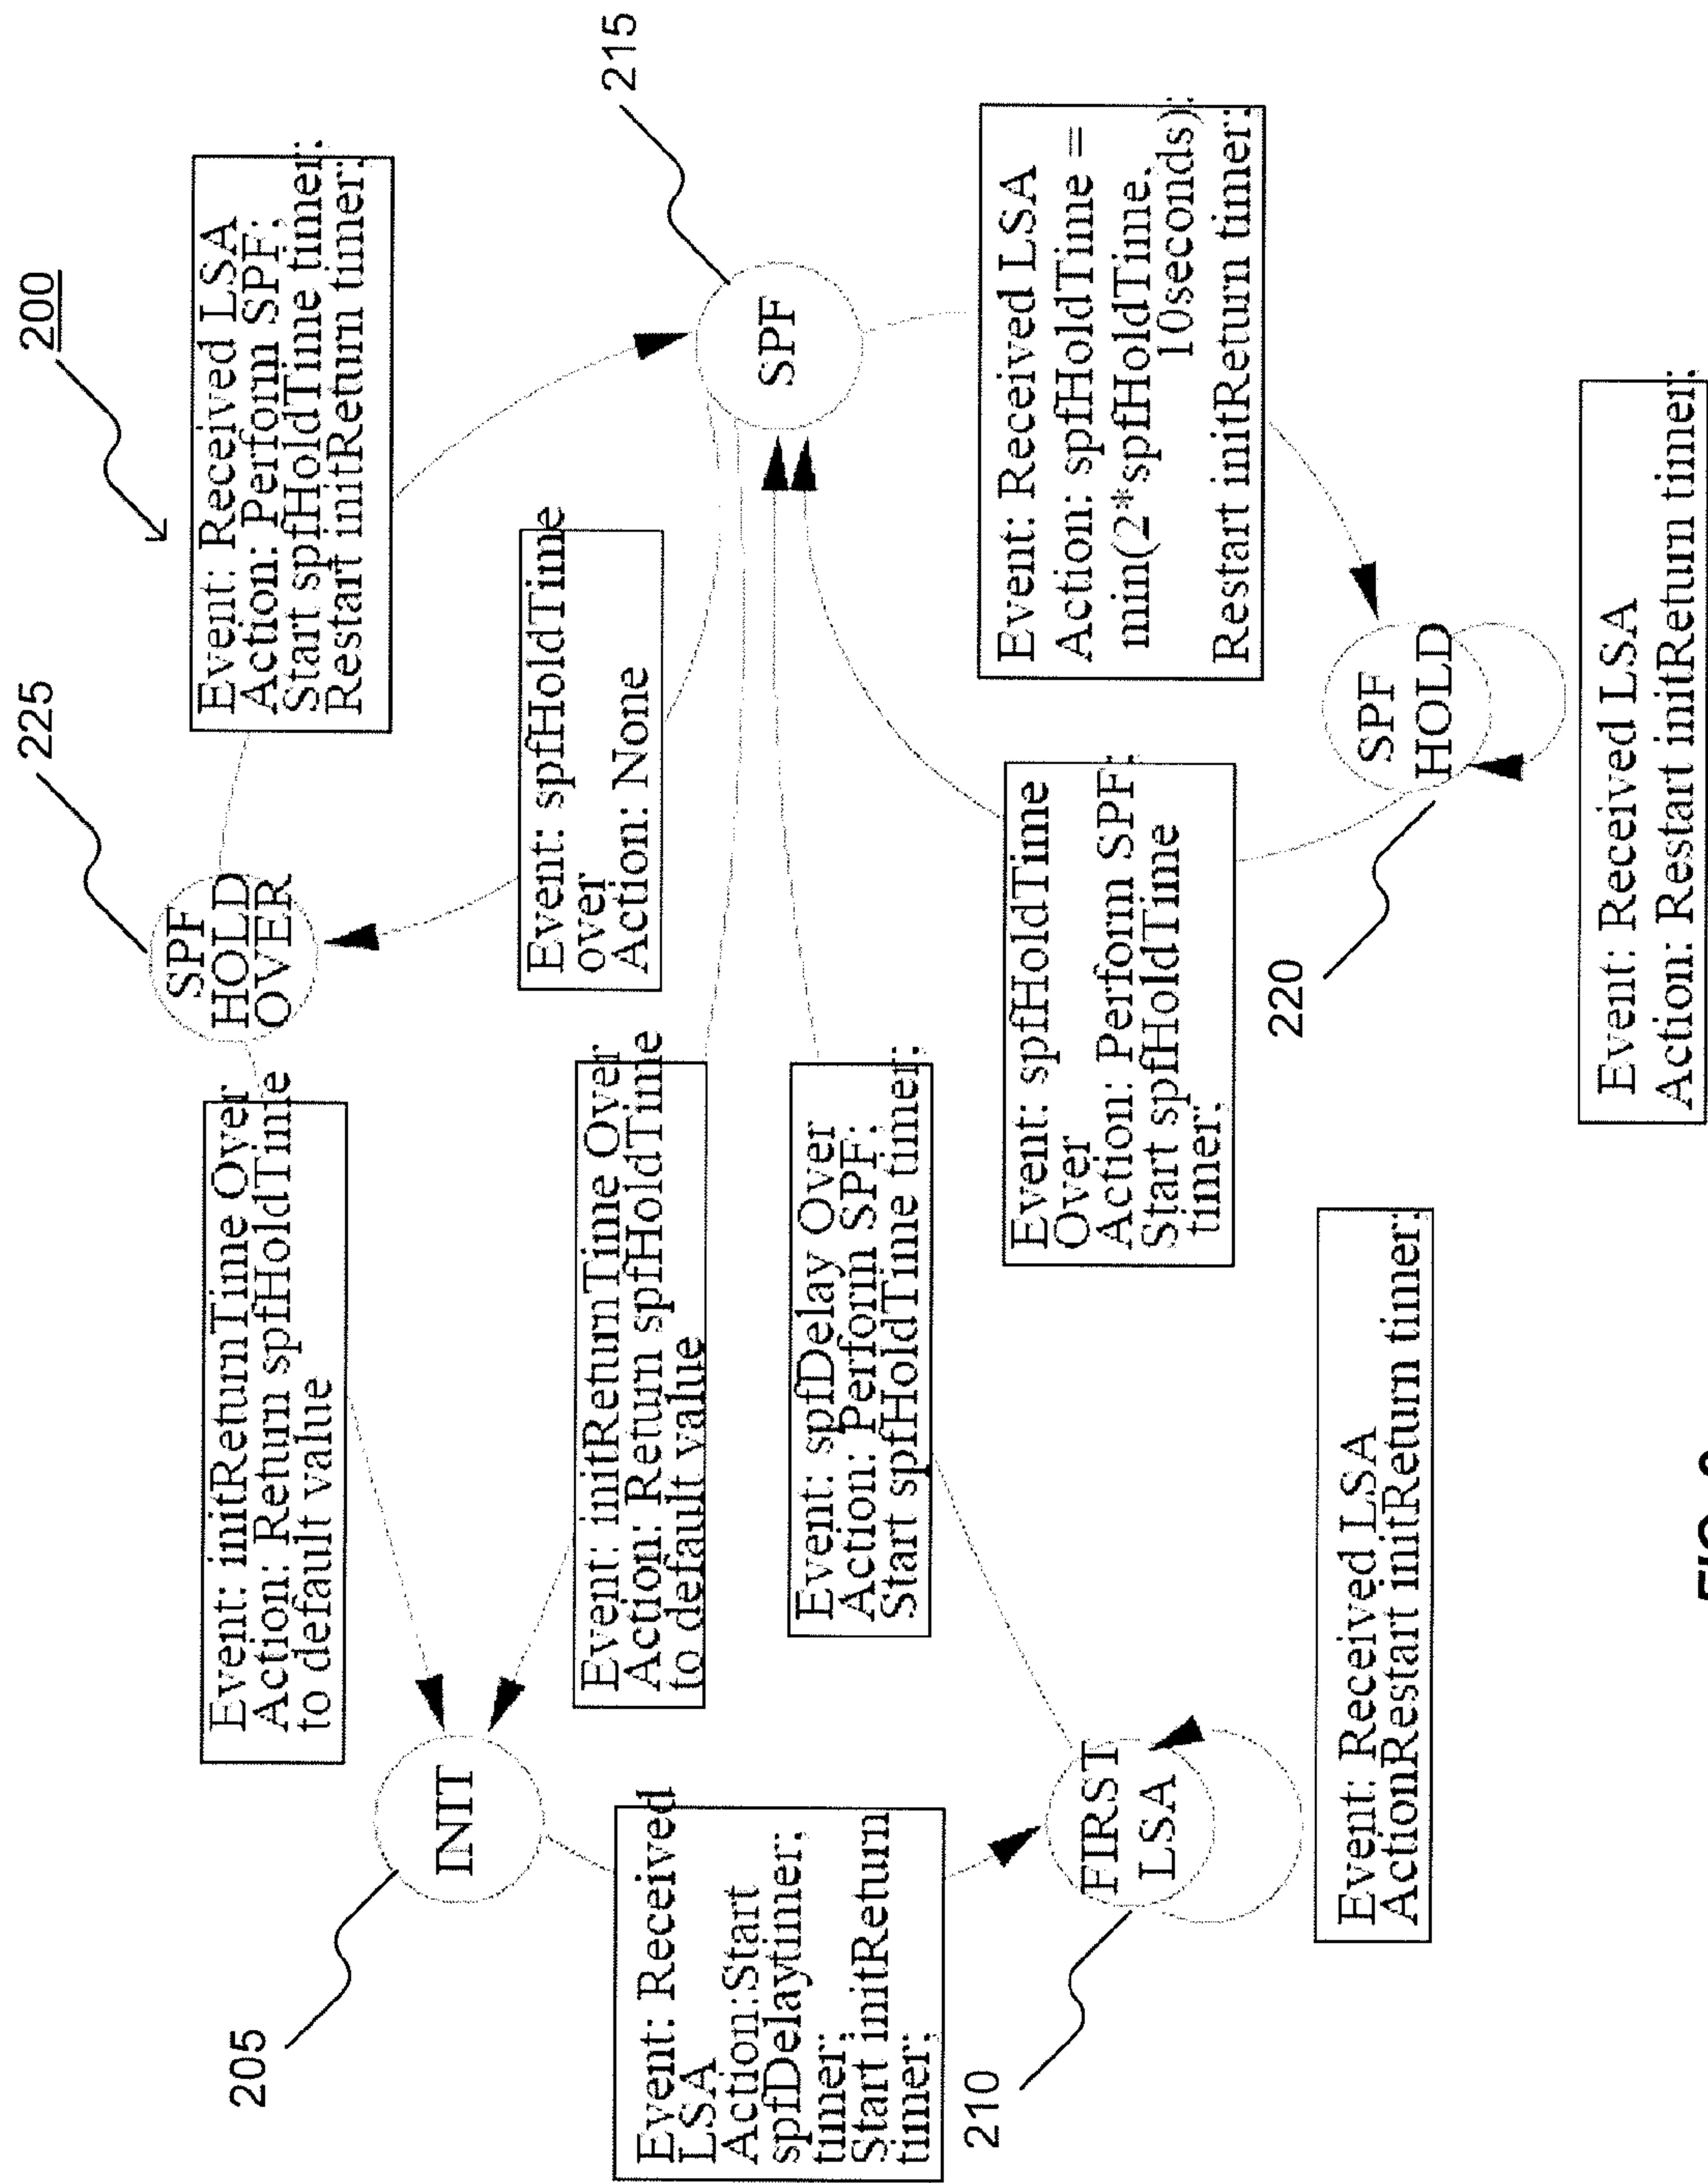 200
225
SPF
HOLD
OVER
Event: Received LSA
Action: Perform SPF;
Start spfHoldTime timer;
Restart initReturn timer;
215
SPF
Event: initReturnTime Over
Action: Return spfHoldTime
to default value
Event: spfHoldTime
over
Action: None
205
INIT
Event: initReturnTime Over
Action: Return spfHoldTime
to default value
Event: Received
LSA
Action:Start
spfDelaytimer;
timer;
Start initReturn
timer;
Event: spfDelay Over
Action: Perform SPF;
Start spfHoldTime timer;
Event: spfHoldTime
Over
Action: Perform SPF;
Start spfHoldTime
timer;
Event: Received LSA
Action: spfHoldTime =
min(2*spfHoldTime,
10seconds);
Restart initReturn timer;
210
FIRST
LSA
220
SPF
HOLD
Event: Received LSA
ActionRestart initReturn timer;
Event: Received LSA
Action: Restart initReturn timer;
FIG.